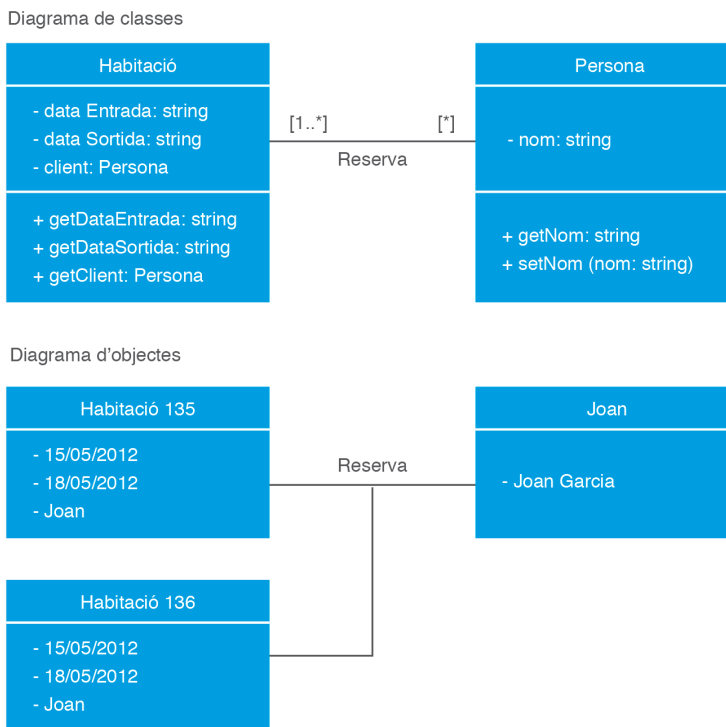 Diagrama de classes
Habitació
- data Entrada: string
- data Sortida: string
- client: Persona
+ getDataEntrada: string
+ getDataSortida: string
+ getClient: Persona
[1..*]
[*]
Reserva
Persona
- nom: string
+ getNom: string
+ setNom (nom: string)
Diagrama d’objectes
Habitació 135
- 15/05/2012
- 18/05/2012
- Joan
Reserva
Joan
- Joan Garcia
Habitació 136
- 15/05/2012
- 18/05/2012
- Joan